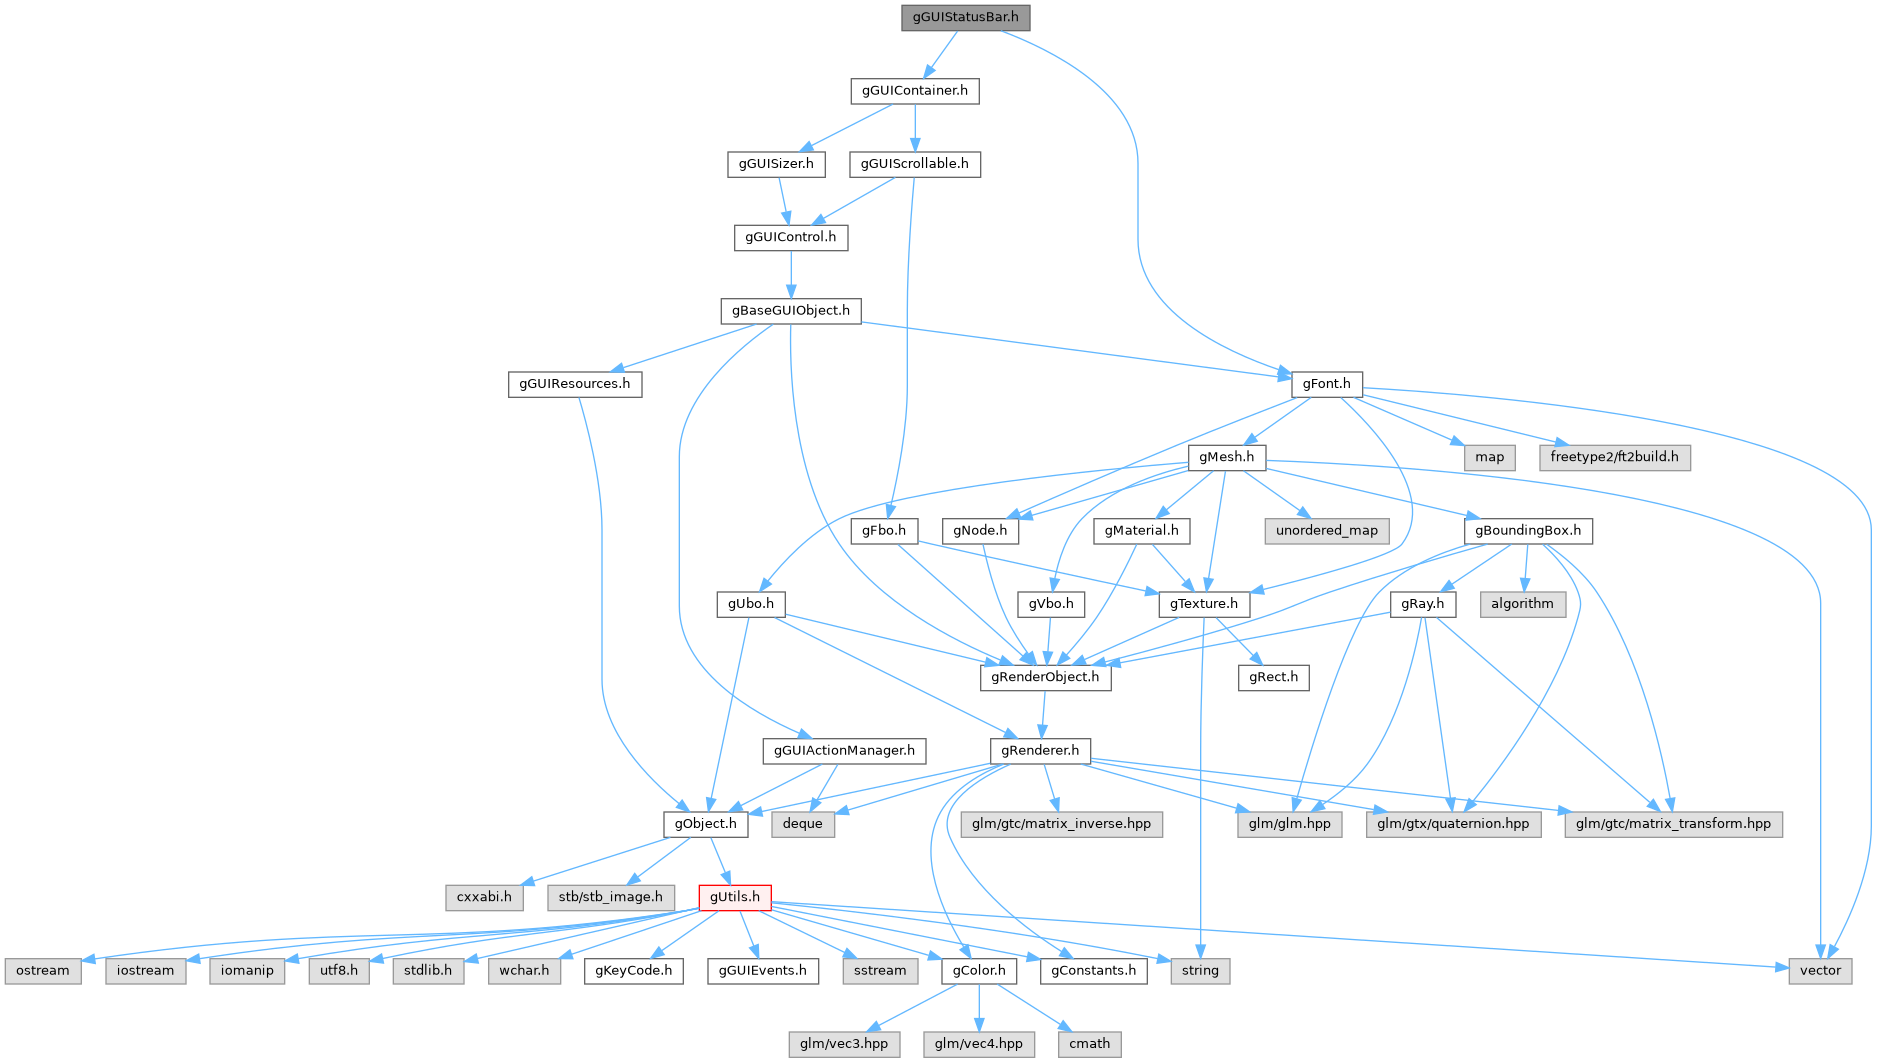 gGUIStatusBar.h
gGUIContainer.h
gGUISizer.h
gGUIScrollable.h
gGUIControl.h
gBaseGUIObject.h
gGUIResources.h
gFont.h
gMesh.h
map
freetype2/ft2build.h
gFbo.h
gNode.h
gMaterial.h
unordered_map
gBoundingBox.h
gUbo.h
gVbo.h
gTexture.h
gRay.h
algorithm
gRenderObject.h
gRect.h
gGUIActionManager.h
gRenderer.h
gObject.h
deque
glm/gtc/matrix_inverse.hpp
glm/glm.hpp
glm/gtx/quaternion.hpp
glm/gtc/matrix_transform.hpp
cxxabi.h
stb/stb_image.h
gUtils.h
ostream
iostream
iomanip
utf8.h
stdlib.h
wchar.h
gKeyCode.h
gGUIEvents.h
sstream
gColor.h
gConstants.h
string
vector
glm/vec3.hpp
glm/vec4.hpp
cmath